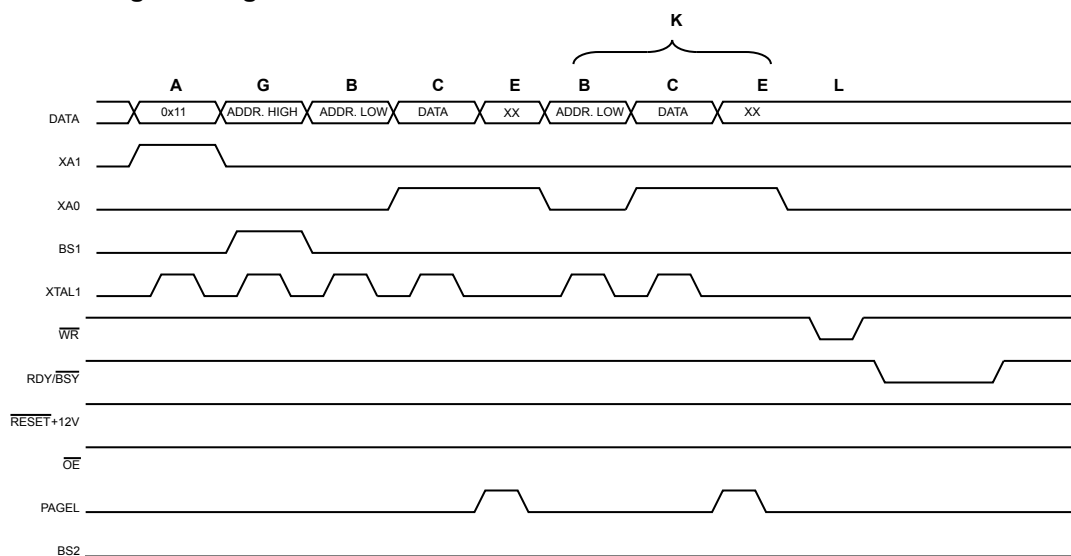 K
A G B C E B C E L
DATA 0x11 ADDR. HIGH ADDR. LOW DATA XX ADDR. LOW DATA XX
XA1
XA0
BS1
XTAL1
WR
RDY/BSY
RESET+12V
OE
PAGEL
BS2